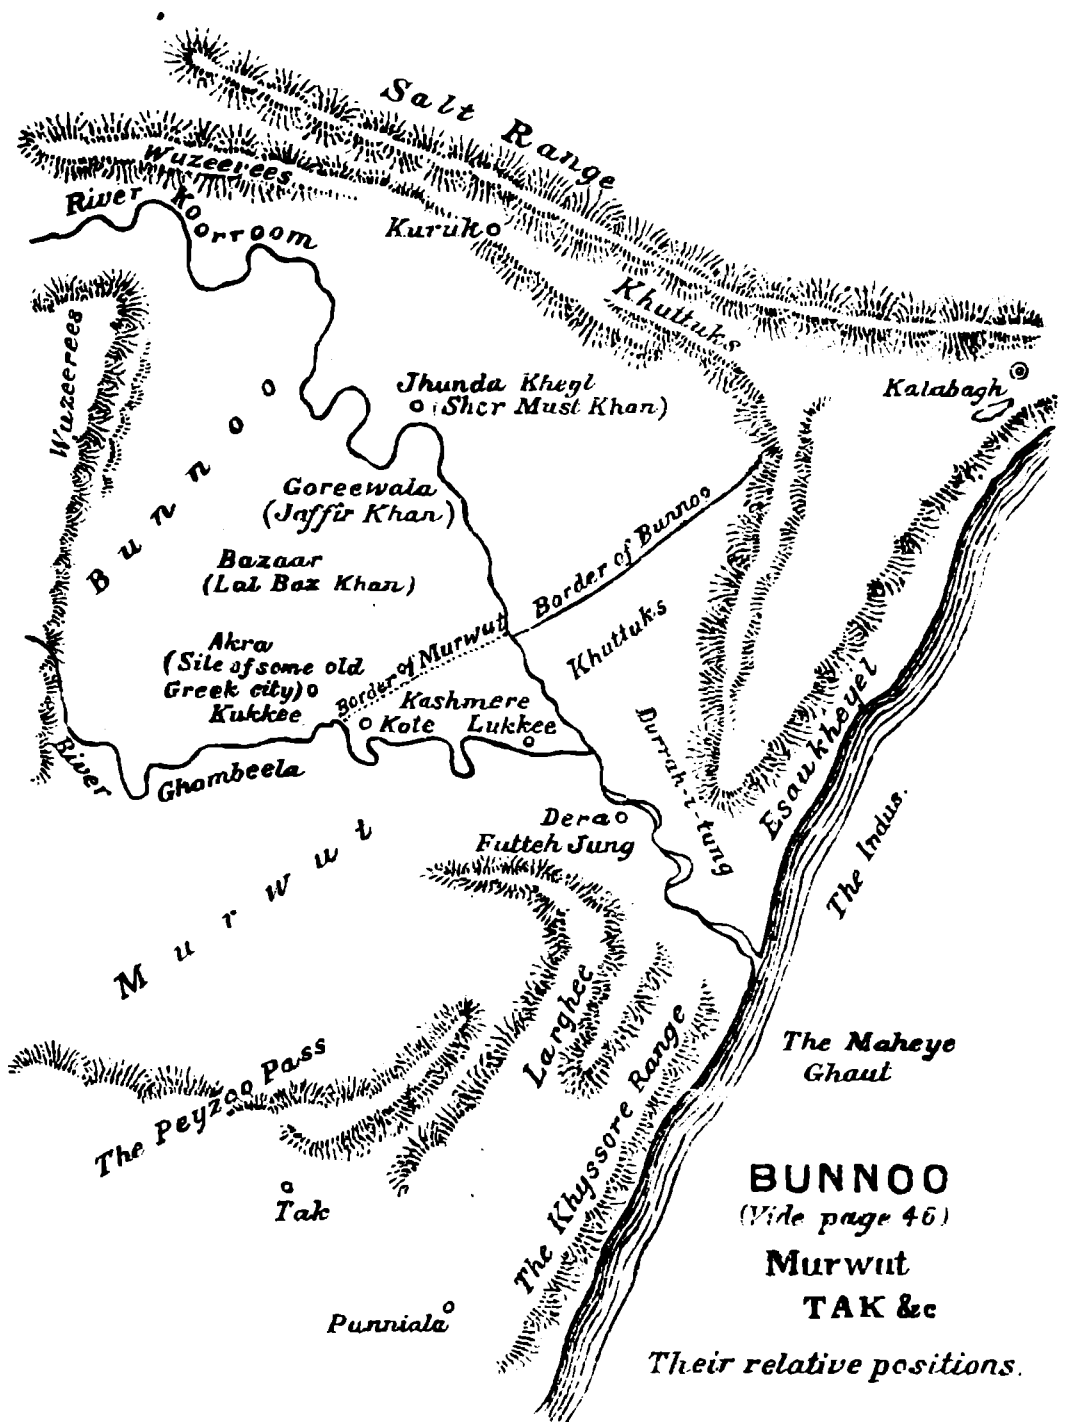 Salt Range
Wuzeerees
River Koorroom
Kuruk
Khuttuks
Wuzeerees
Kalabagh
Jhunda Kheyl
(Sher Must Khan)
Bunnoo
Goreewala
(Jaffir Khan)
Border of Bunnoo
Bazaar
(Lal Baz Khan)
Khuttuks
Akra
(Site of some old
Greek city)
Border of Murwut
Kukkee
Kashmere
Kote
Lukkee
Durrah-i-tung
Esaukheyel
River Ghombeela
The Indus.
Dera
Futteh Jung
Murwut
Larghee
The Khyssore Range
The Maheye
Ghaut
The Peyzoo Pass
Tak
Punniala
BUNNOO
(Vide page 46)
Murwut
TAK &c
Their relative positions.